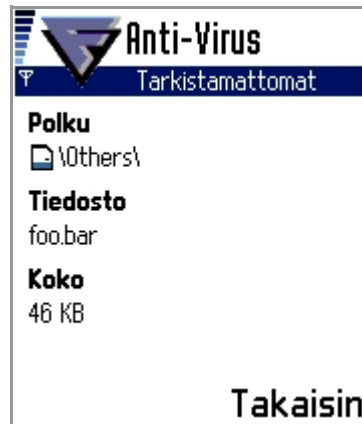 Anti-Virus
Tarkistamattomat
Polku
\Others\
Tiedosto
foo.bar
Koko
46 KB
Takaisin